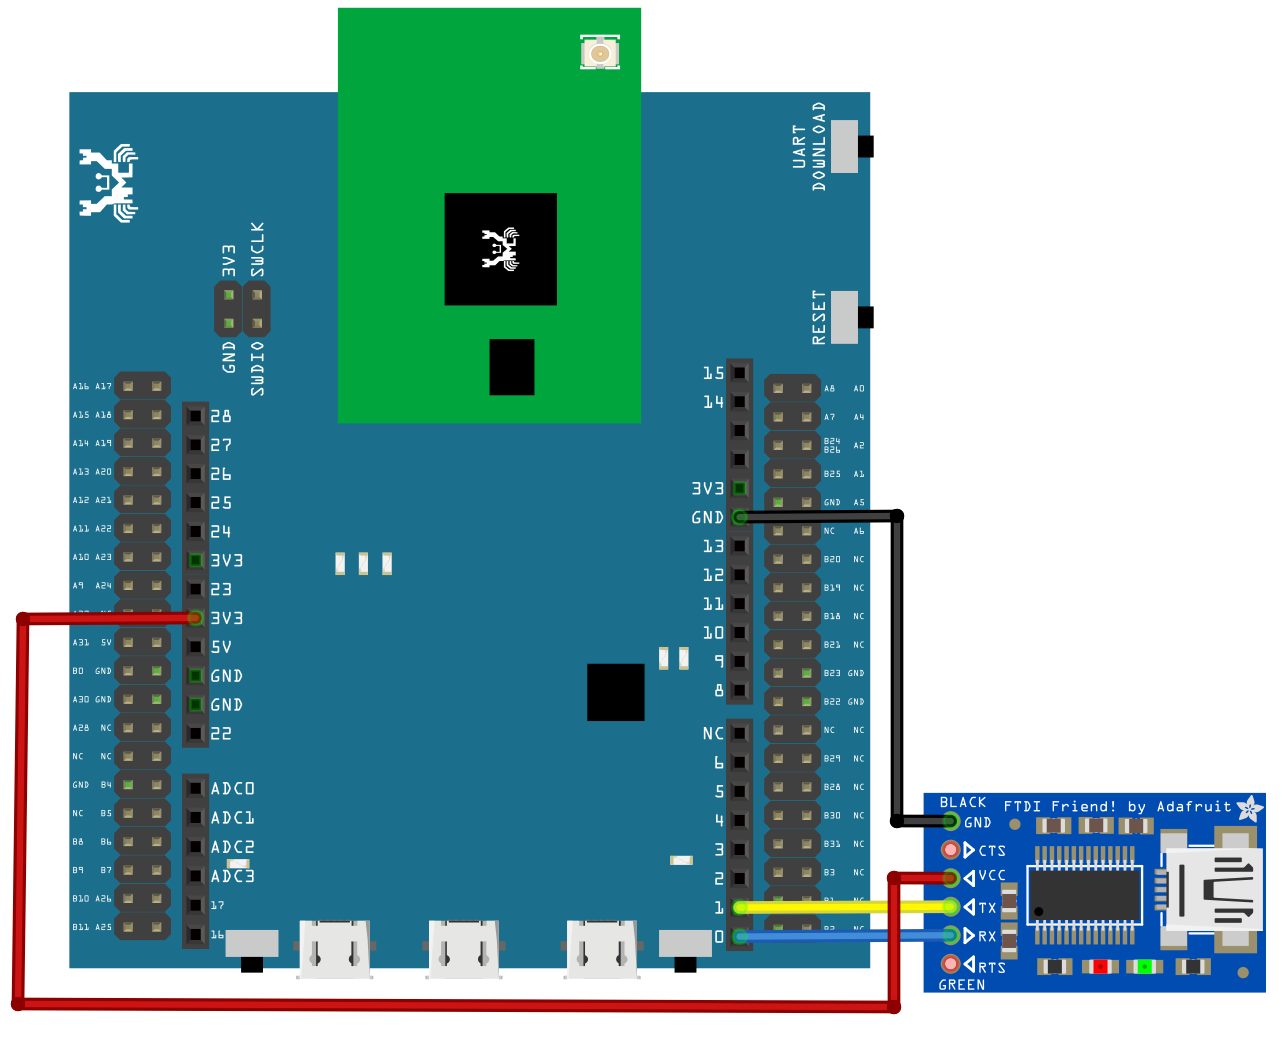 UART
DOWNLOAD
3V3
SWCLK
GND
SWDIO
RESET
A16 A17
A15 A18
A14 A19
A13 A20
A12 A21
A11 A22
A10 A23
A9 A24
A31 5V
B0 GND
A30 GND
A28 NC
NC NC
GND B4
NC B5
B8 B6
B9 B7
B10 A26
B11 A25
28
27
26
25
24
3V3
23
3V3
5V
GND
GND
22
ADC0
ADC1
ADC2
ADC3
17
16
15
14
3V3
GND
13
12
11
10
9
8
NC
6
5
4
3
2
1
0
A8 A0
A7 A4
B24
B26 A2
B25 A1
GND A5
NC A6
B20 NC
B19 NC
B18 NC
B21 NC
B23 GND
B22 GND
NC NC
B29 NC
B28 NC
B30 NC
B31 NC
B3 NC
BLACK
FTDI Friend! by Adafruit
GND
CTS
VCC
TX
RX
RTS
GREEN